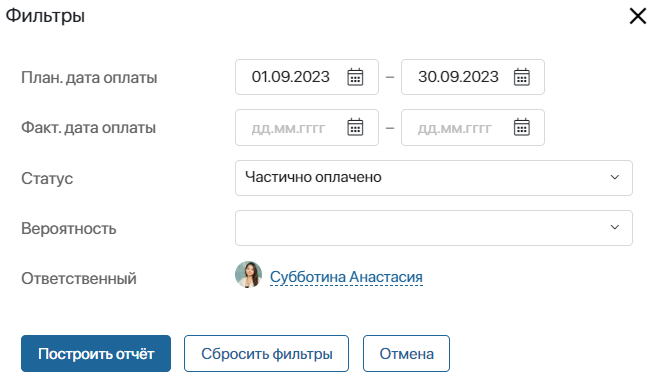 Фильтры
План. дата оплаты 01.09.2023 – 30.09.2023
Факт. дата оплаты дд.мм.гггг – дд.мм.гггг
Статус Частично оплачено
Вероятность
Ответственный Субботина Анастасия
Построить отчёт Сбросить фильтры Отмена